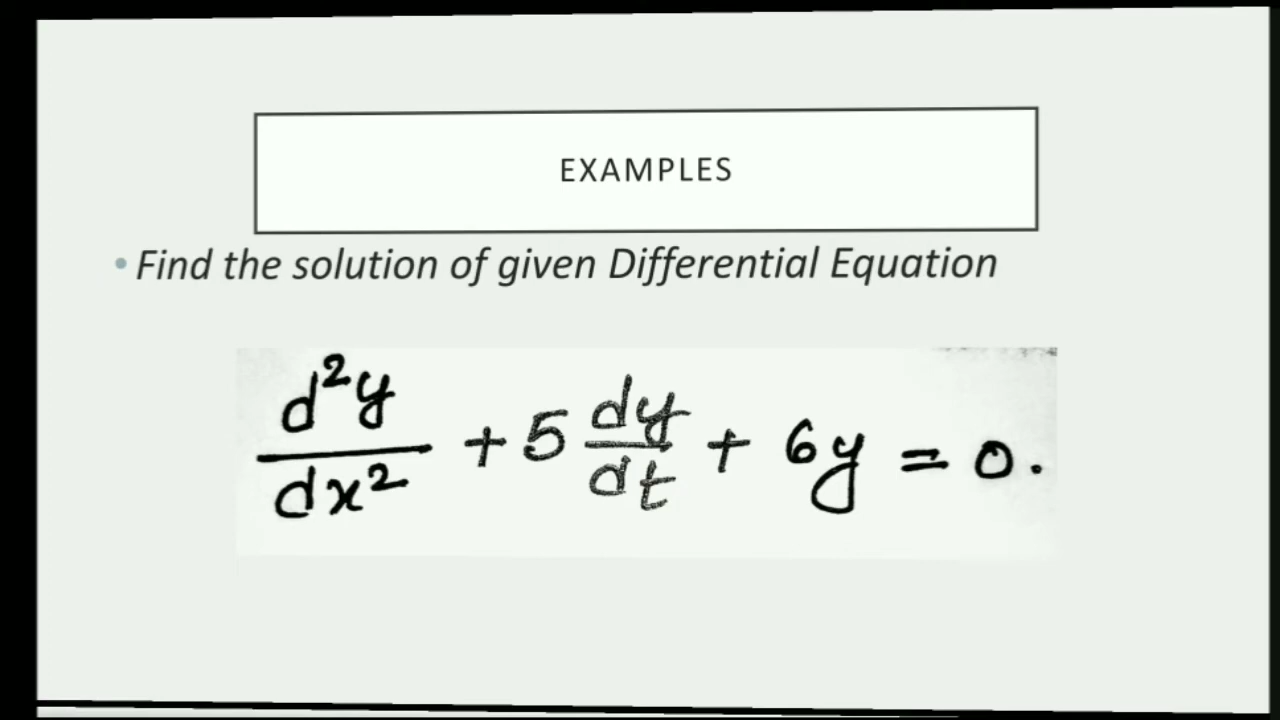 EXAMPLES
• Find the solution of given Differential Equation
d²y/dx² + 5 dy/dt + 6y = 0.